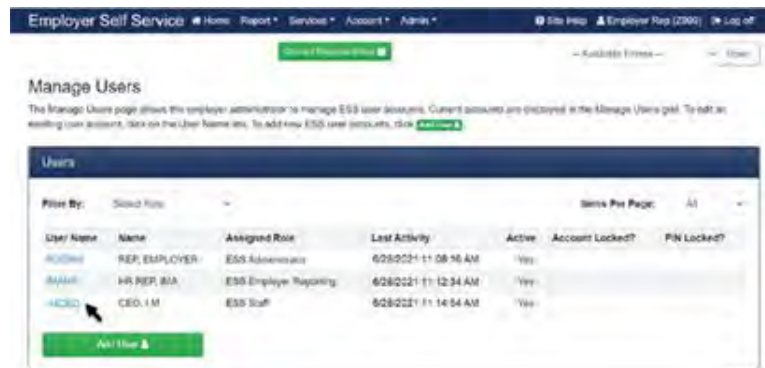 Employer Self Service Home Report Services Account Admin Site Help Employer Rep (Z999) Log off
-- Available Forms --
Manage Users
The Manage Users page allows the employer administrator to manage ESS user accounts. Current accounts are displayed in the Manage Users grid. To edit an
existing user account, click on the User Name link. To add new ESS user accounts, click Add User
Users
Filter By: Select Role Items Per Page: All
User Name Name Assigned Role Last Activity Active Account Locked? PIN Locked?
REP, EMPLOYER ESS Administrator 6/28/2021 11:08:16 AM Yes
HR REP, IMA ESS Employer Reporting 6/28/2021 11:12:34 AM Yes
CEO, I M ESS Staff 6/28/2021 11:14:54 AM Yes
Add User